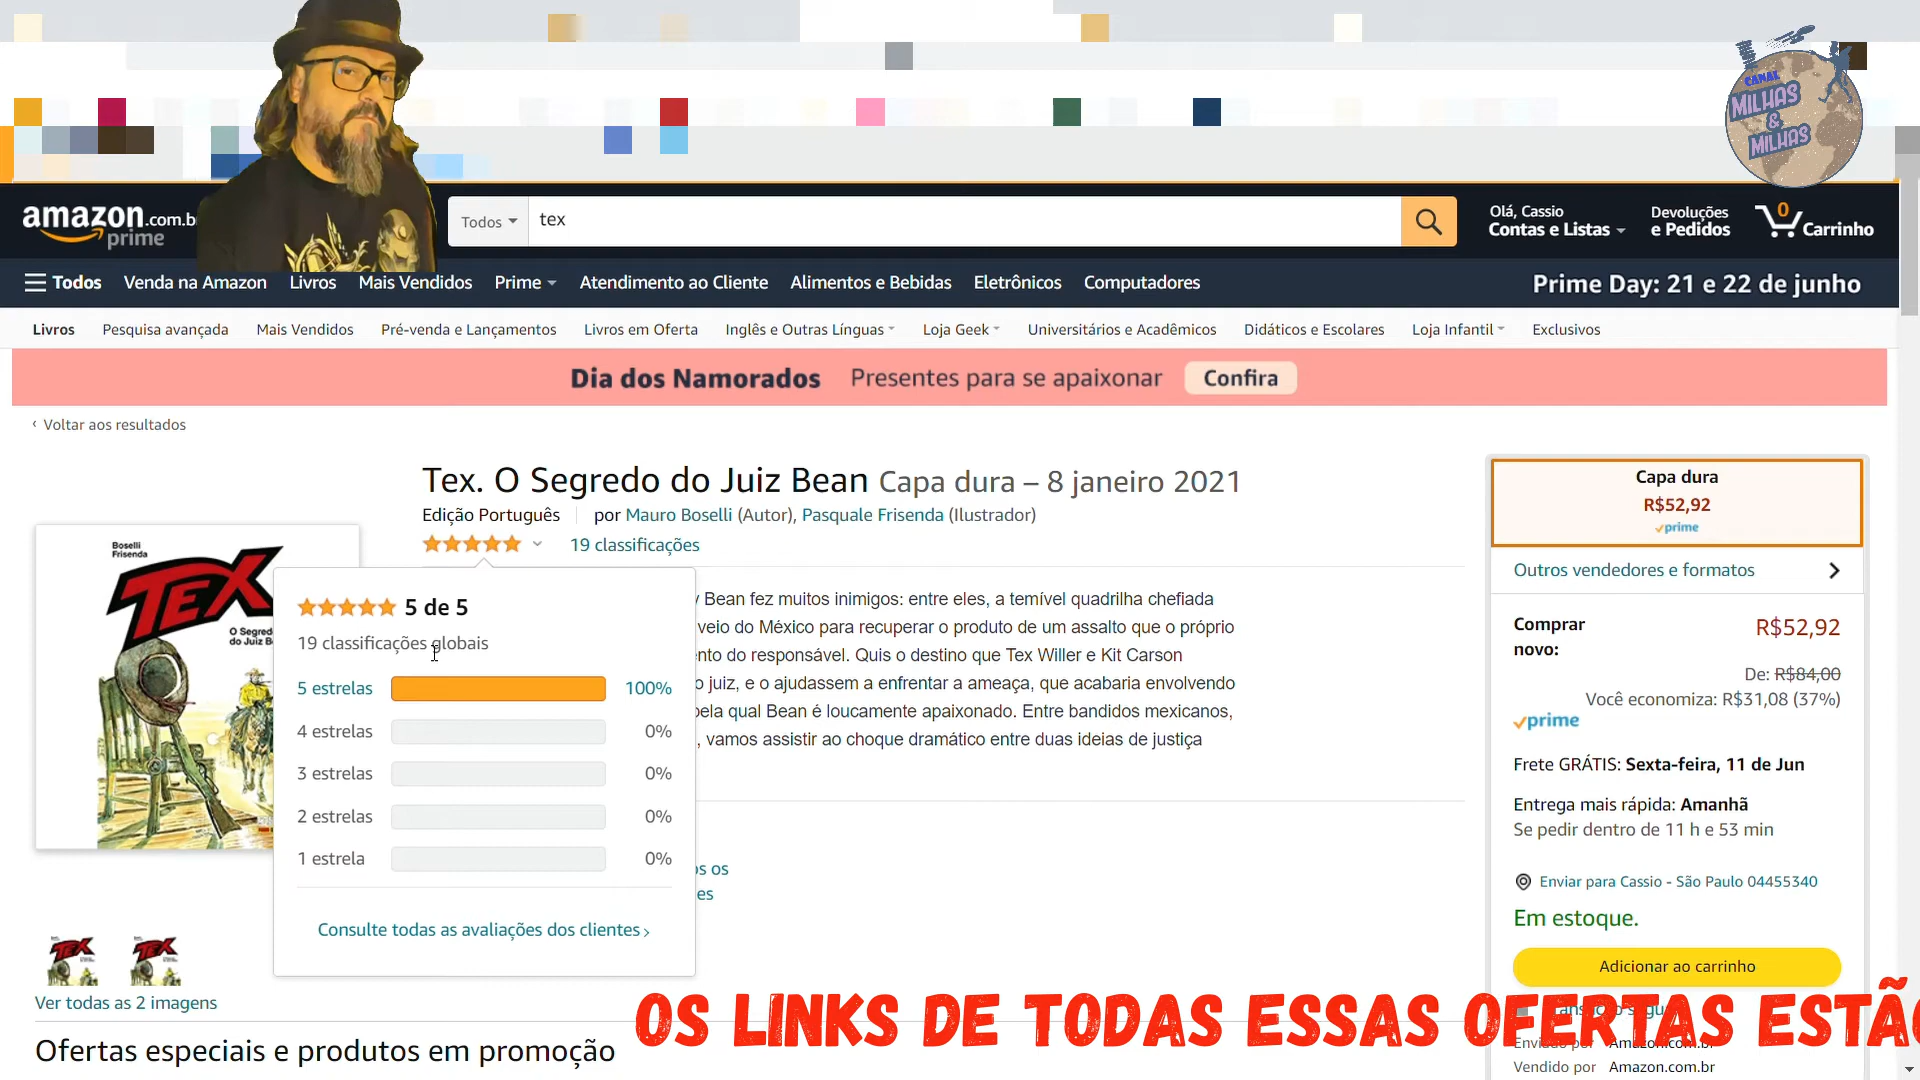 CANAL
MILHAS
&
MILHAS
amazon.com.b
prime
Todos
tex
Olá, Cassio
Contas e Listas
Devoluções
e Pedidos
0
Carrinho
Todos
Venda na Amazon
Livros
Mais Vendidos
Prime
Atendimento ao Cliente
Alimentos e Bebidas
Eletrônicos
Computadores
Prime Day: 21 e 22 de junho
Livros
Pesquisa avançada
Mais Vendidos
Pré-venda e Lançamentos
Livros em Oferta
Inglês e Outras Línguas
Loja Geek
Universitários e Acadêmicos
Didáticos e Escolares
Loja Infantil
Exclusivos
Dia dos Namorados Presentes para se apaixonar Confira
‹ Voltar aos resultados
Tex. O Segredo do Juiz Bean Capa dura – 8 janeiro 2021
Edição Português por Mauro Boselli (Autor), Pasquale Frisenda (Ilustrador)
19 classificações
Boselli
Frisenda
TEX
O Segred
do Juiz B
5 de 5
19 classificações globais
5 estrelas 100%
4 estrelas 0%
3 estrelas 0%
2 estrelas 0%
1 estrela 0%
Consulte todas as avaliações dos clientes ›
Bean fez muitos inimigos: entre eles, a temível quadrilha chefiada
veio do México para recuperar o produto de um assalto que o próprio
nto do responsável. Quis o destino que Tex Willer e Kit Carson
o juiz, e o ajudassem a enfrentar a ameaça, que acabaria envolvendo
pela qual Bean é loucamente apaixonado. Entre bandidos mexicanos,
, vamos assistir ao choque dramático entre duas ideias de justiça
os os
es
TEX
TEX
Ver todas as 2 imagens
Ofertas especiais e produtos em promoção
Capa dura
R$52,92
prime
Outros vendedores e formatos
Comprar
novo:
R$52,92
De: R$84,00
Você economiza: R$31,08 (37%)
prime
Frete GRÁTIS: Sexta-feira, 11 de Jun
Entrega mais rápida: Amanhã
Se pedir dentro de 11 h e 53 min
Enviar para Cassio - São Paulo 04455340
Em estoque.
Adicionar ao carrinho
Enviado por Amazon.com.br
Vendido por Amazon.com.br
OS LINKS DE TODAS ESSAS OFERTAS ESTÃO